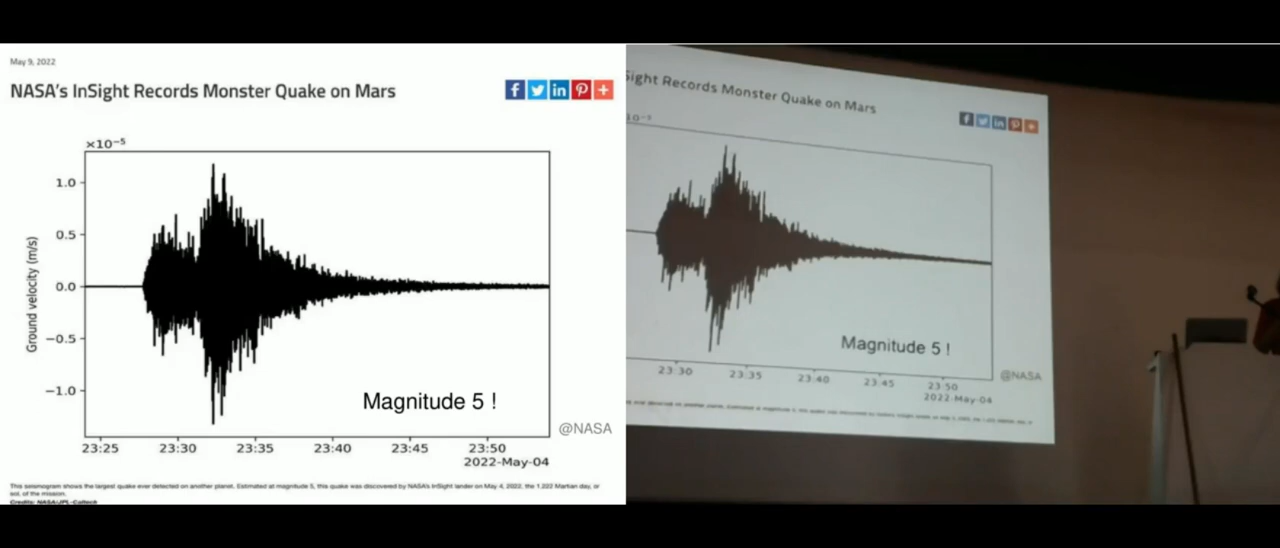 May 9, 2022
NASA's InSight Records Monster Quake on Mars
×10⁻⁵
1.0
0.5
0.0
−0.5
−1.0
Ground velocity (m/s)
Magnitude 5 !
@NASA
23:25 23:30 23:35 23:40 23:45 23:50
2022-May-04
This seismogram shows the largest quake ever detected on another planet. Estimated at magnitude 5, this quake was discovered by NASA's InSight lander on May 4, 2022, the 1,222 Martian day, or
sol, of the mission.
Credits: NASA/JPL-Caltech
Sight Records Monster Quake on Mars
Magnitude 5 !
@NASA
23:30 23:35 23:40 23:45 23:50
2022-May-04